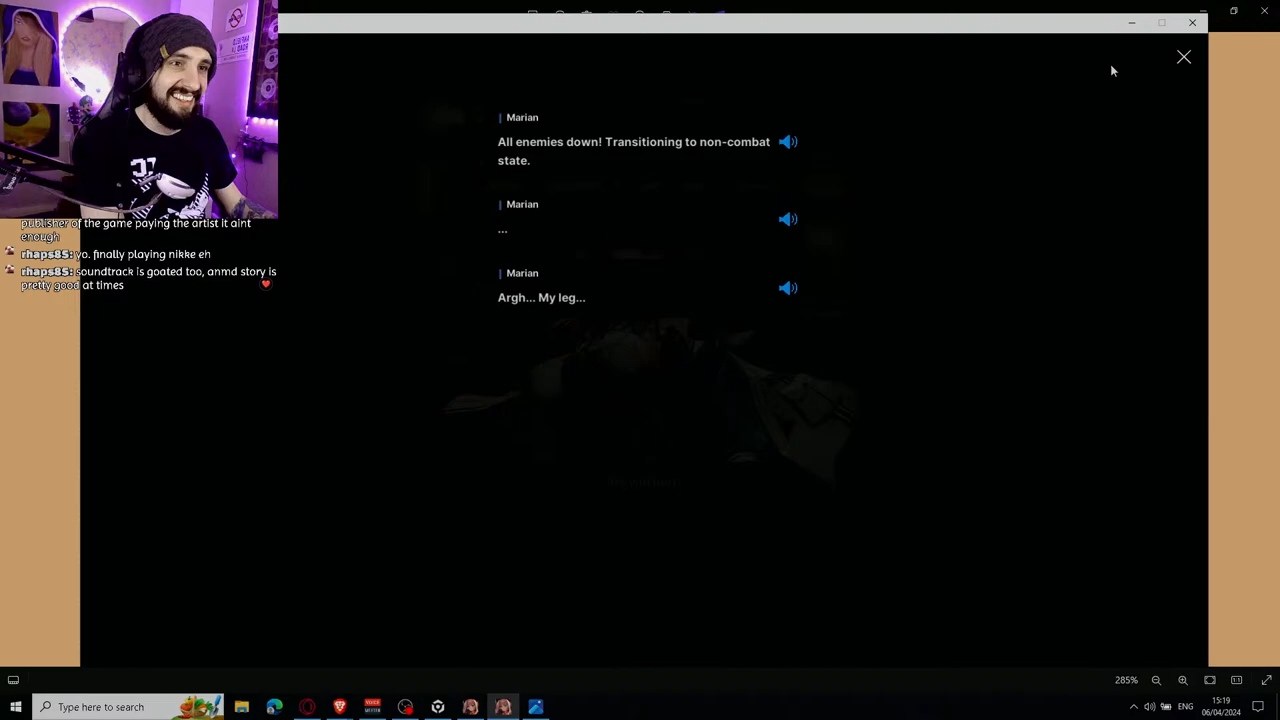 Marian
All enemies down! Transitioning to non-combat
state.
Marian
...
Marian
Argh... My leg...
publisher of the game paying the artist it aint
enough
rhaps85: yo. finally playing nikke eh
rhaps85: soundtrack is goated too, anmd story is
pretty good at times
285%
Type here to search
ENG
15:19
06/04/2024